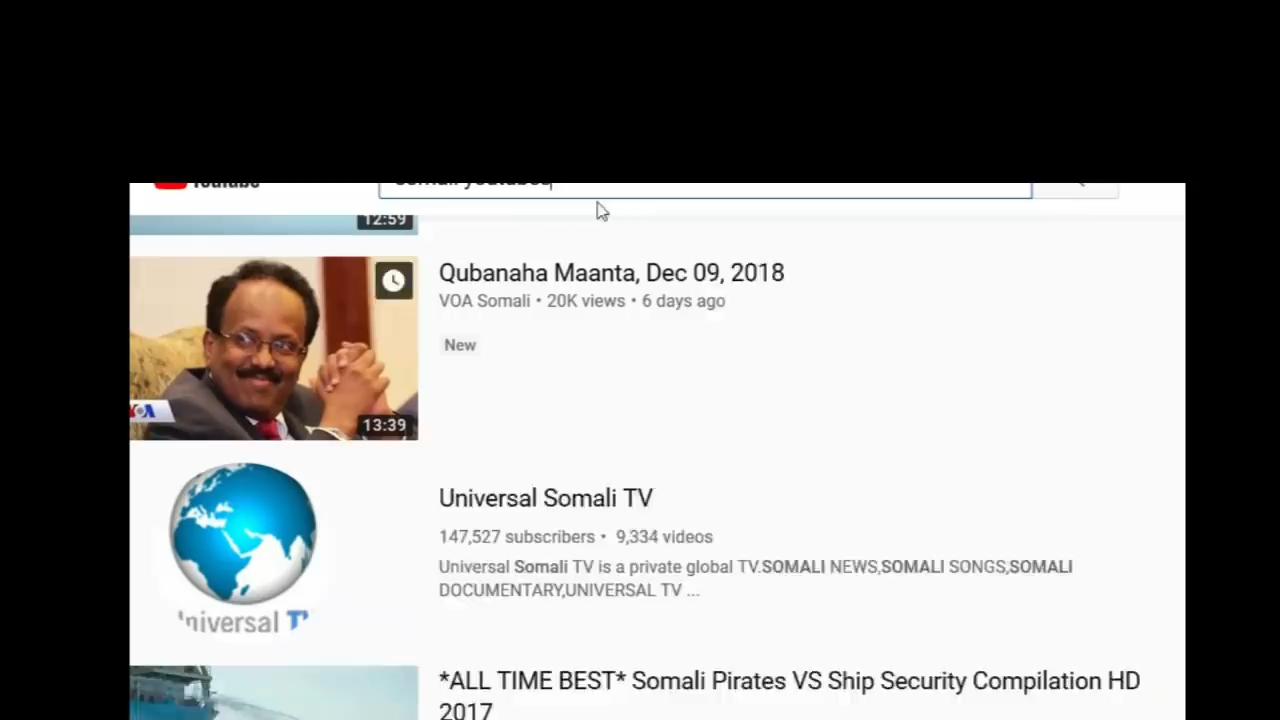 12:59
Qubanaha Maanta, Dec 09, 2018
VOA Somali • 20K views • 6 days ago
New
VOA
13:39
Universal Somali TV
147,527 subscribers • 9,334 videos
Universal Somali TV is a private global TV.SOMALI NEWS,SOMALI SONGS,SOMALI
DOCUMENTARY,UNIVERSAL TV ...
*ALL TIME BEST* Somali Pirates VS Ship Security Compilation HD
2017